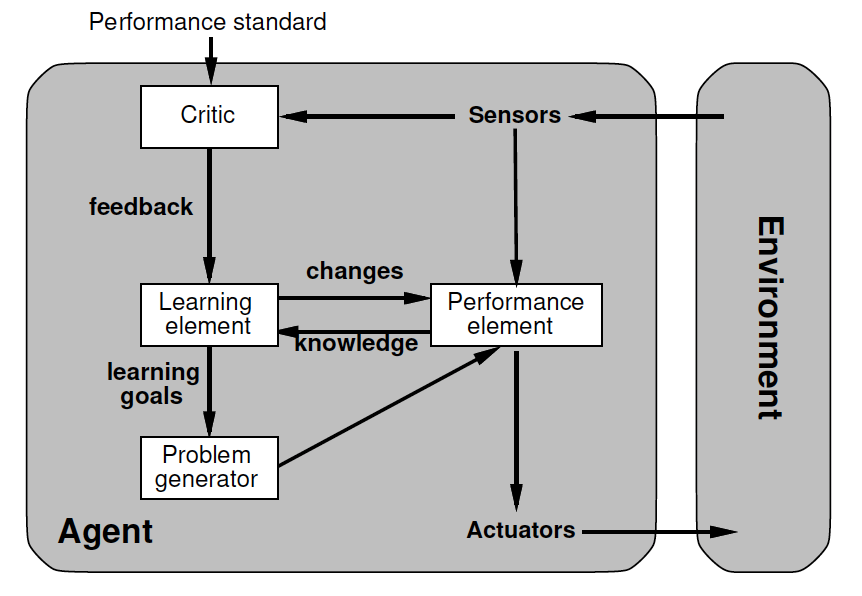 Performance standard
Critic
Sensors
feedback
changes
Learning
element
Performance
element
knowledge
learning
goals
Problem
generator
Agent
Actuators
Environment